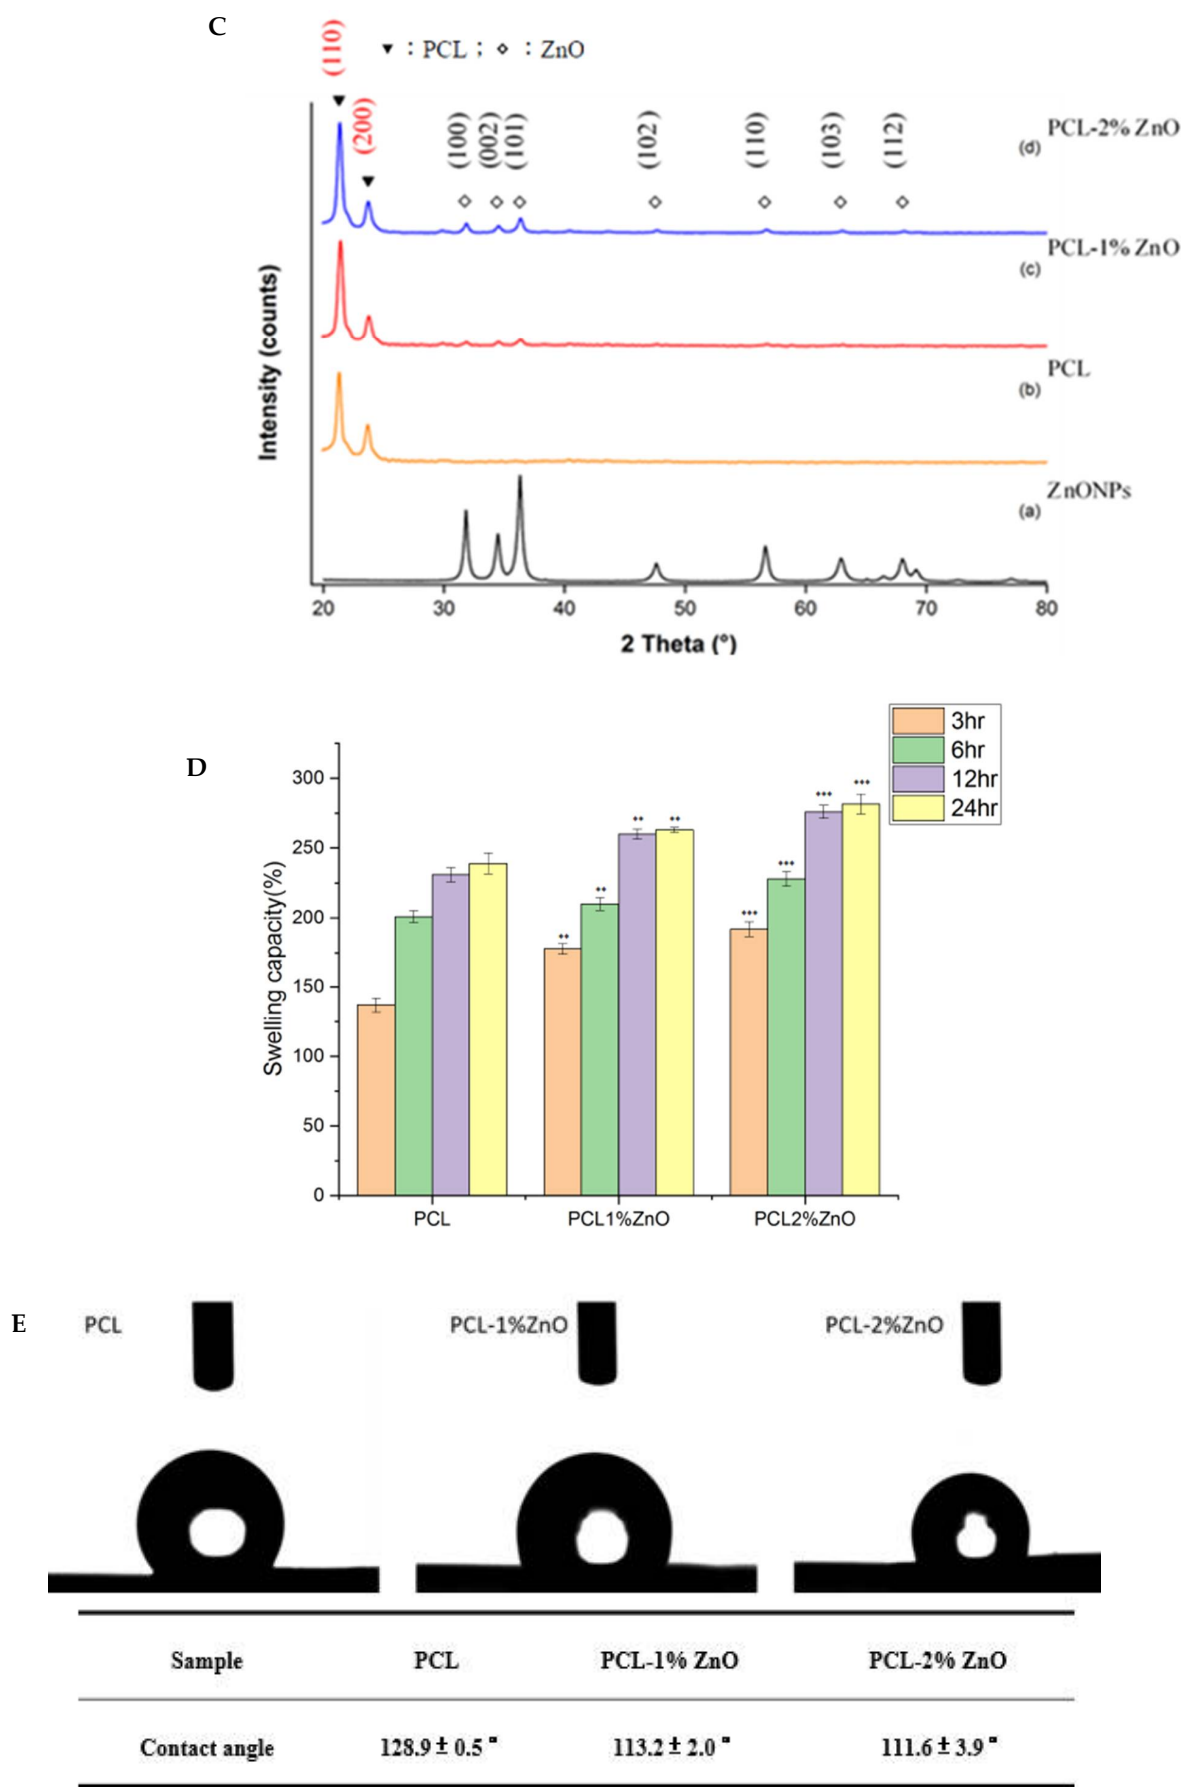 C
▼ : PCL ; ◇ : ZnO
(110)
(200)
(100) (002) (101) (102) (110) (103) (112)
(d) PCL-2% ZnO
(c) PCL-1% ZnO
(b) PCL
(a) ZnONPs
Intensity (counts)
20 30 40 50 60 70 80
2 Theta (°)
D
3hr
6hr
12hr
24hr
Swelling capacity(%)
300
250
200
150
100
50
0
** ** ** **
*** *** *** ***
PCL PCL1%ZnO PCL2%ZnO
E
PCL PCL-1%ZnO PCL-2%ZnO
Sample PCL PCL-1% ZnO PCL-2% ZnO
Contact angle 128.9 ± 0.5 ° 113.2 ± 2.0 ° 111.6 ± 3.9 °